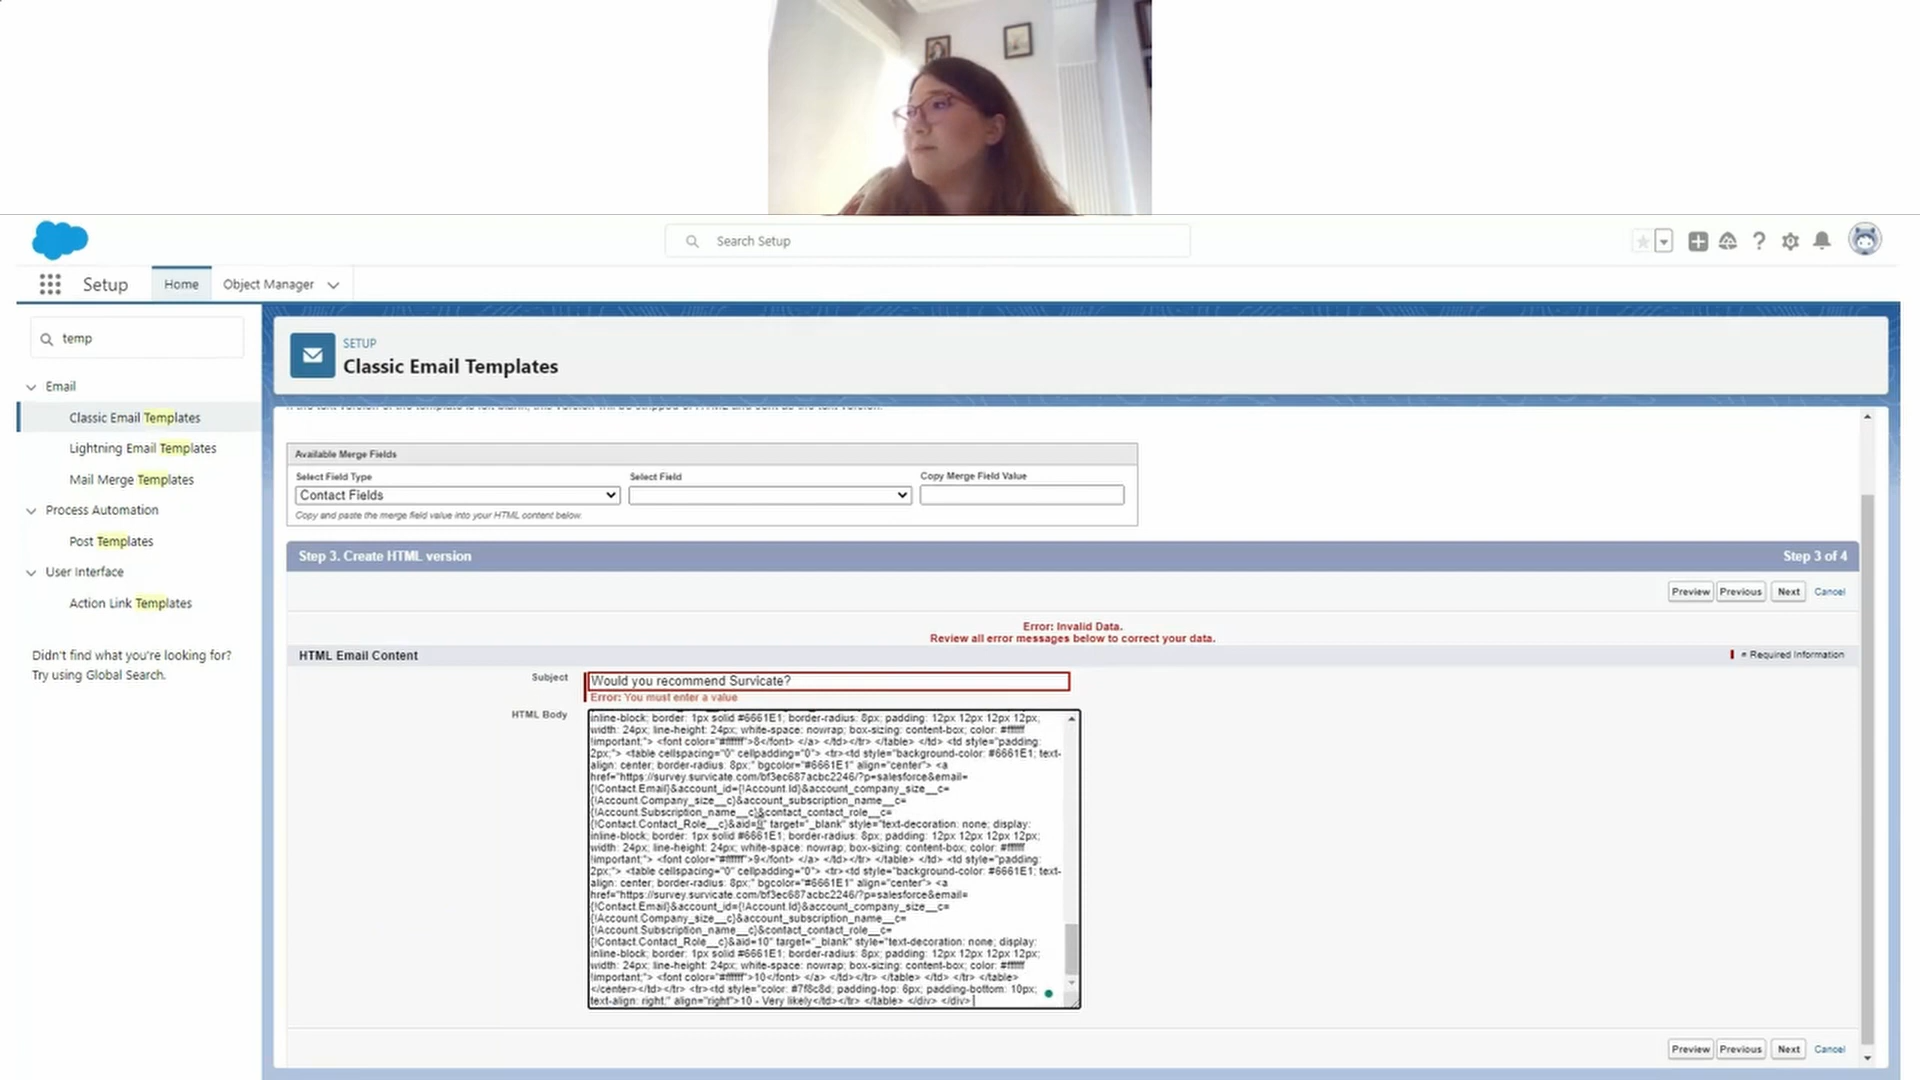 Search Setup
Setup
Home
Object Manager
temp
SETUP
Classic Email Templates
Email
Classic Email Templates
Lightning Email Templates
Mail Merge Templates
Process Automation
Post Templates
User Interface
Action Link Templates
Didn't find what you're looking for?
Try using Global Search.
Available Merge Fields
Select Field Type
Select Field
Copy Merge Field Value
Contact Fields
Copy and paste the merge field value into your HTML content below.
Step 3. Create HTML version
Step 3 of 4
Preview
Previous
Next
Cancel
Error: Invalid Data.
Review all error messages below to correct your data.
HTML Email Content
= Required Information
Subject
Would you recommend Survicate?
Error: You must enter a value
HTML Body
inline-block; border: 1px solid #6661E1; border-radius: 8px; padding: 12px 12px 12px 12px;
width: 24px; line-height: 24px; white-space: nowrap; box-sizing: content-box; color: #ffffff
!important;"> <font color="#ffffff">8</font> </a> </td></tr> </table> </td> <td style="padding:
2px;"> <table cellspacing="0" cellpadding="0"> <tr><td style="background-color: #6661E1; text-
align: center; border-radius: 8px;" bgcolor="#6661E1" align="center"> <a
href="https://survey.survicate.com/bf3ec687acbc2246/?p=salesforce&email=
{!Contact.Email}&account_id={!Account.Id}&account_company_size__c=
{!Account.Company_size__c}&account_subscription_name__c=
{!Account.Subscription_name__c}&contact_contact_role__c=
{!Contact.Contact_Role__c}&aid=9" target="_blank" style="text-decoration: none; display:
inline-block; border: 1px solid #6661E1; border-radius: 8px; padding: 12px 12px 12px 12px;
width: 24px; line-height: 24px; white-space: nowrap; box-sizing: content-box; color: #ffffff
!important;"> <font color="#ffffff">9</font> </a> </td></tr> </table> </td> <td style="padding:
2px;"> <table cellspacing="0" cellpadding="0"> <tr><td style="background-color: #6661E1; text-
align: center; border-radius: 8px;" bgcolor="#6661E1" align="center"> <a
href="https://survey.survicate.com/bf3ec687acbc2246/?p=salesforce&email=
{!Contact.Email}&account_id={!Account.Id}&account_company_size__c=
{!Account.Company_size__c}&account_subscription_name__c=
{!Account.Subscription_name__c}&contact_contact_role__c=
{!Contact.Contact_Role__c}&aid=10" target="_blank" style="text-decoration: none; display:
inline-block; border: 1px solid #6661E1; border-radius: 8px; padding: 12px 12px 12px 12px;
width: 24px; line-height: 24px; white-space: nowrap; box-sizing: content-box; color: #ffffff
!important;"> <font color="#ffffff">10</font> </a> </td></tr> </table> </td> </tr> </table>
</center></td></tr> <tr><td style="color: #7f8c8d; padding-top: 6px; padding-bottom: 10px;
text-align: right;" align="right">10 - Very likely</td></tr> </table> </div> </div>
Preview
Previous
Next
Cancel